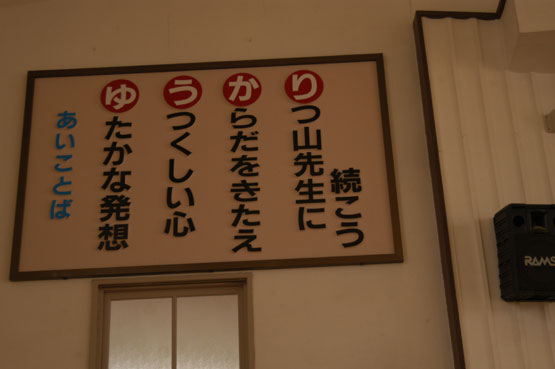 あいことば
ゆたかな発想
うつくしい心
からだをきたえ
りつ山先生に
続こう
RAMS